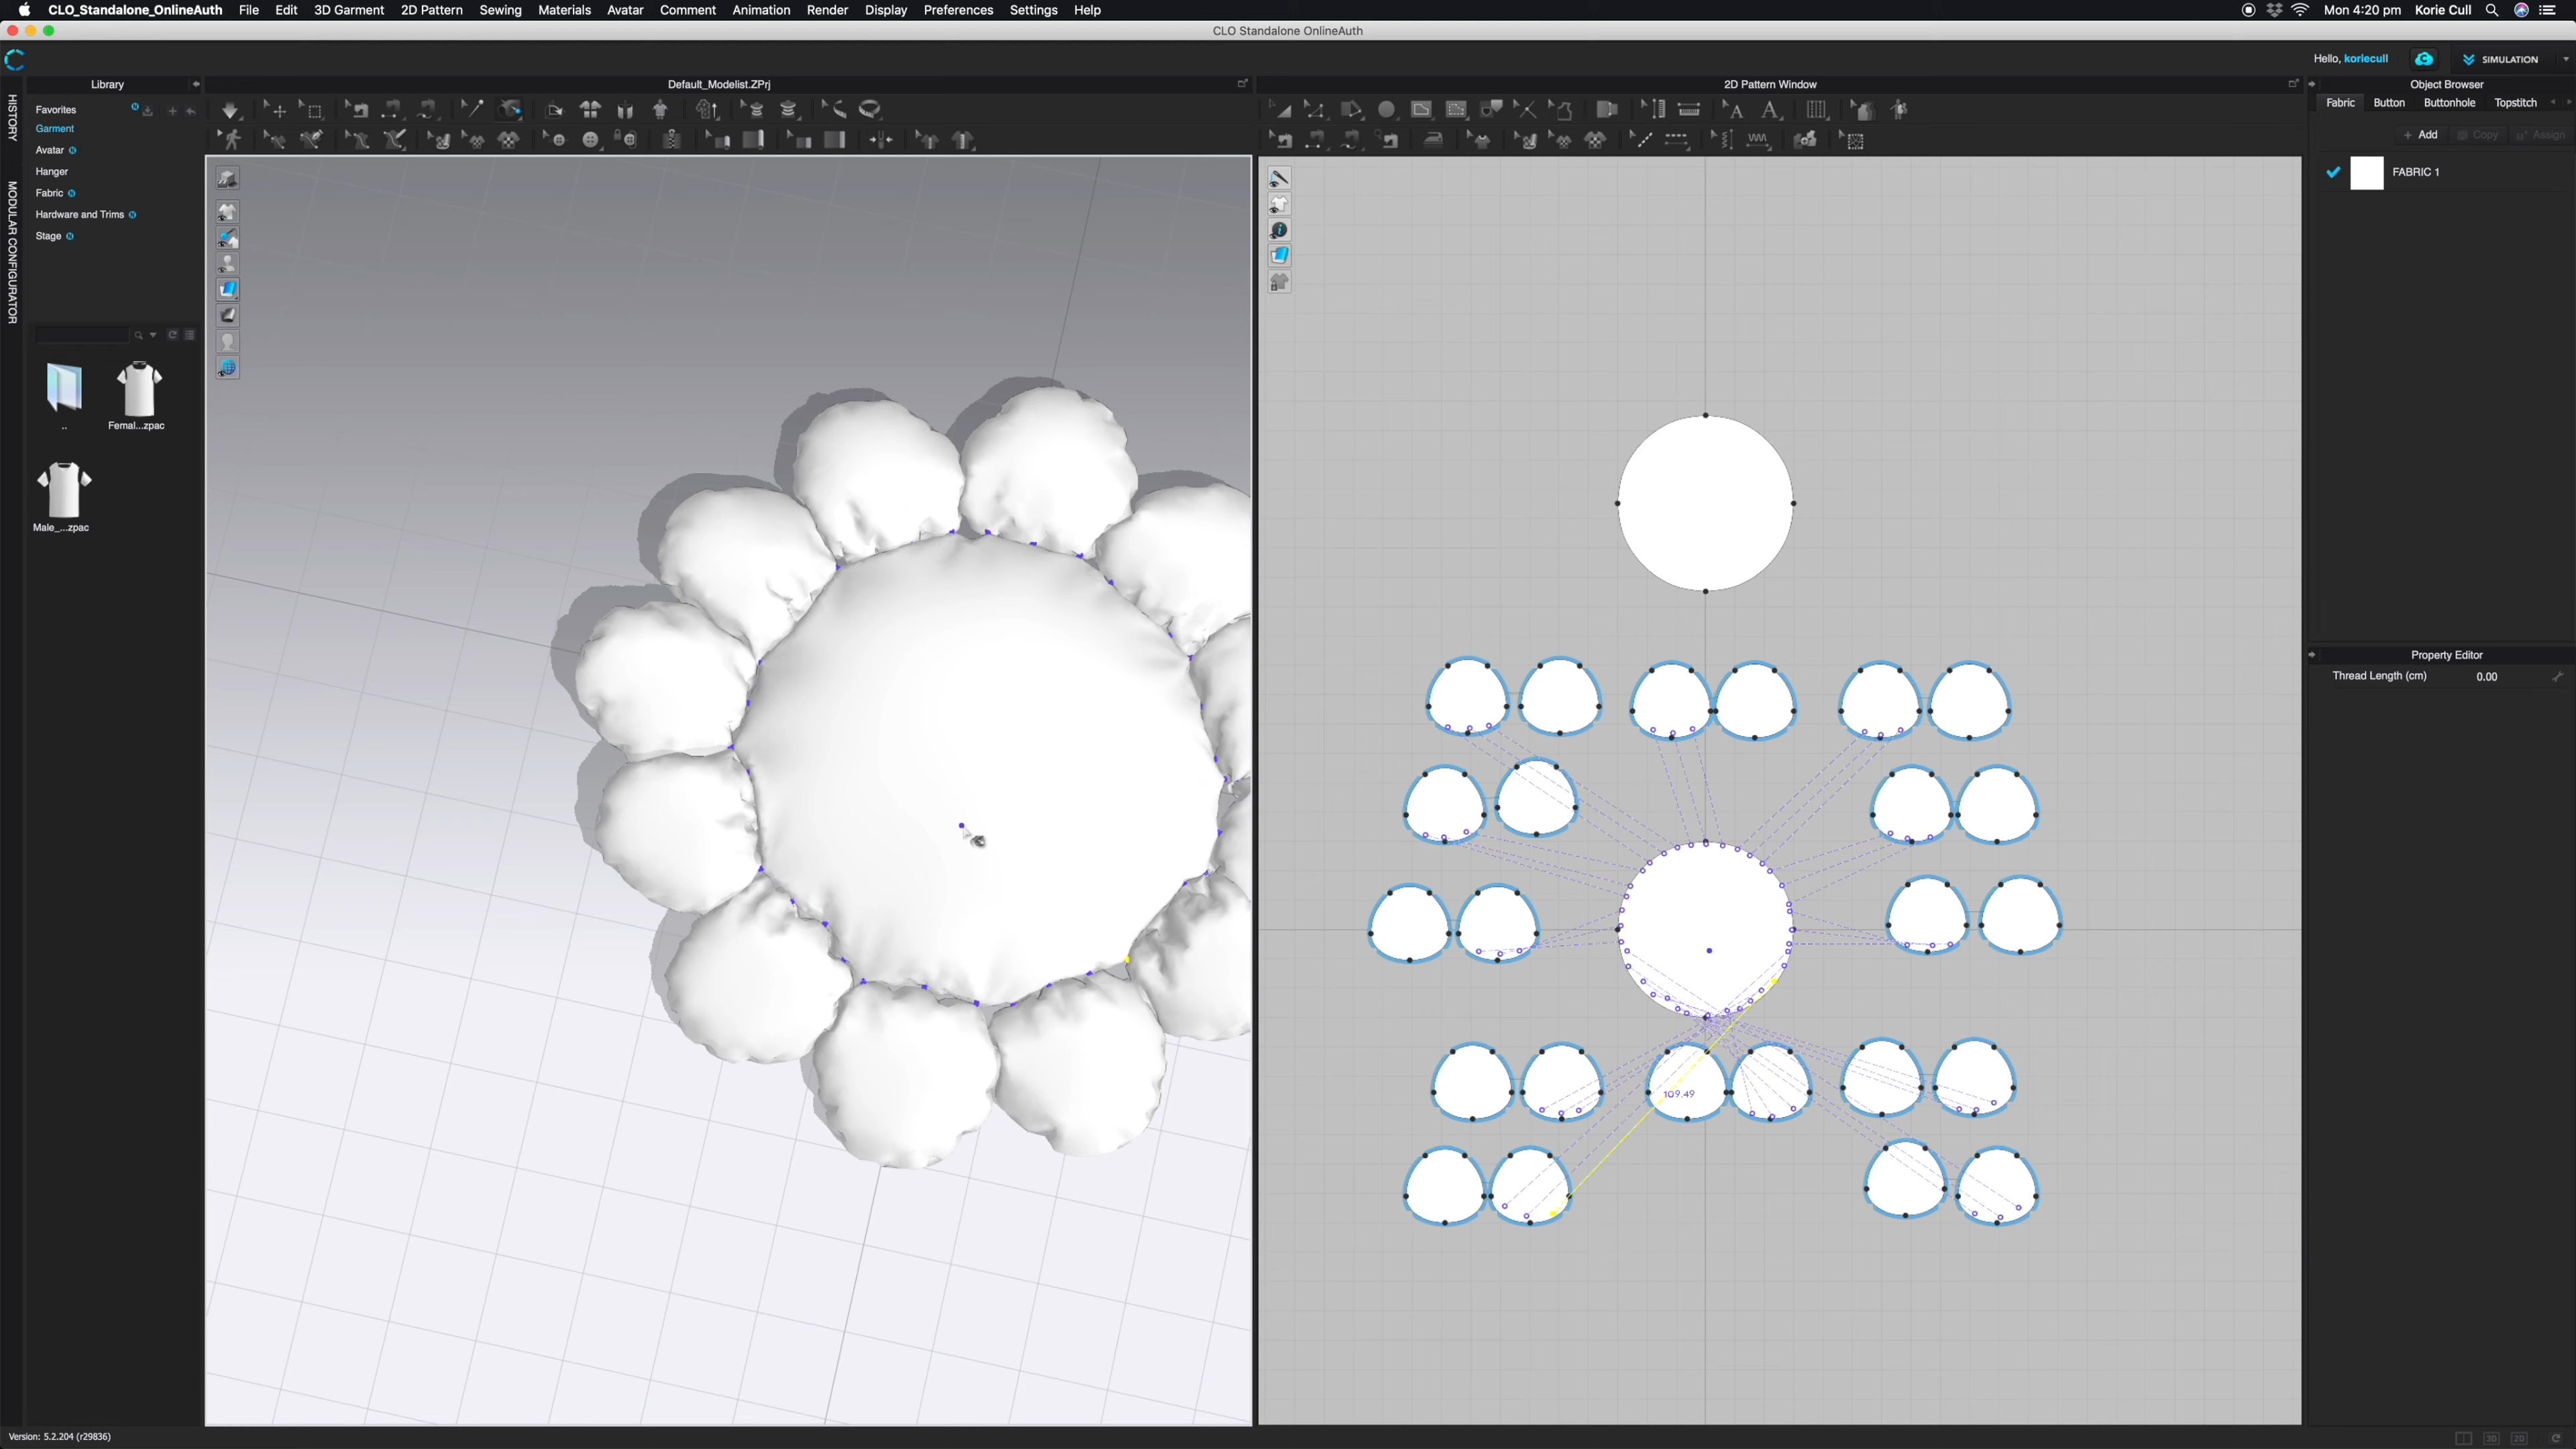 CLO_Standalone_OnlineAuth File Edit 3D Garment 2D Pattern Sewing Materials Avatar Comment Animation Render Display Preferences Settings Help Mon 4:20 pm Korie Cull
CLO Standalone OnlineAuth
Hello, koriecull SIMULATION
Library Default_Modelist.ZPrj 2D Pattern Window Object Browser
HISTORY
MODULAR CONFIGURATOR
Favorites
Garment
Avatar
Hanger
Fabric
Hardware and Trims
Stage
..
Femal...zpac
Male_...zpac
109.49
Fabric Button Buttonhole Topstitch
+ Add Copy Assign
FABRIC 1
Property Editor
Thread Length (cm) 0.00
Version: 5.2.204 (r29836)
3D 2D